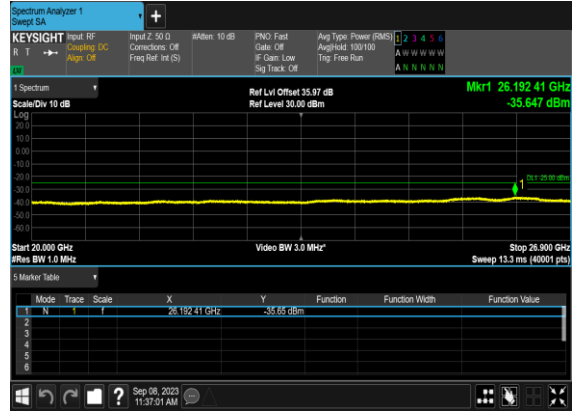 Spectrum Analyzer 1
Swept SA
KEYSIGHT Input: RF Input Z: 50 Ω #Atten: 10 dB PNO: Fast Avg Type: Power (RMS) 1 2 3 4 5 6
R T Coupling: DC Corrections: Off Gate: Off Avg|Hold: 100/100 A W W W W W
Align: Off Freq Ref: Int (S) IF Gain: Low Trig: Free Run
Sig Track: Off A N N N N N
1 Spectrum Ref Lvl Offset 35.97 dB Mkr1 26.192 41 GHz
Scale/Div 10 dB Ref Level 30.00 dBm -35.647 dBm
Log
20.0
10.0
0.00
-10.0
-20.0
-30.0
-40.0
-50.0
-60.0
DL1 -25.00 dBm
1
Start 20.000 GHz Video BW 3.0 MHz* Stop 26.900 GHz
#Res BW 1.0 MHz Sweep 13.3 ms (40001 pts)
5 Marker Table
Mode Trace Scale X Y Function Function Width Function Value
1 N 1 f 26.192 41 GHz -35.65 dBm
2
3
4
5
6
? Sep 08, 2023
11:37:01 AM